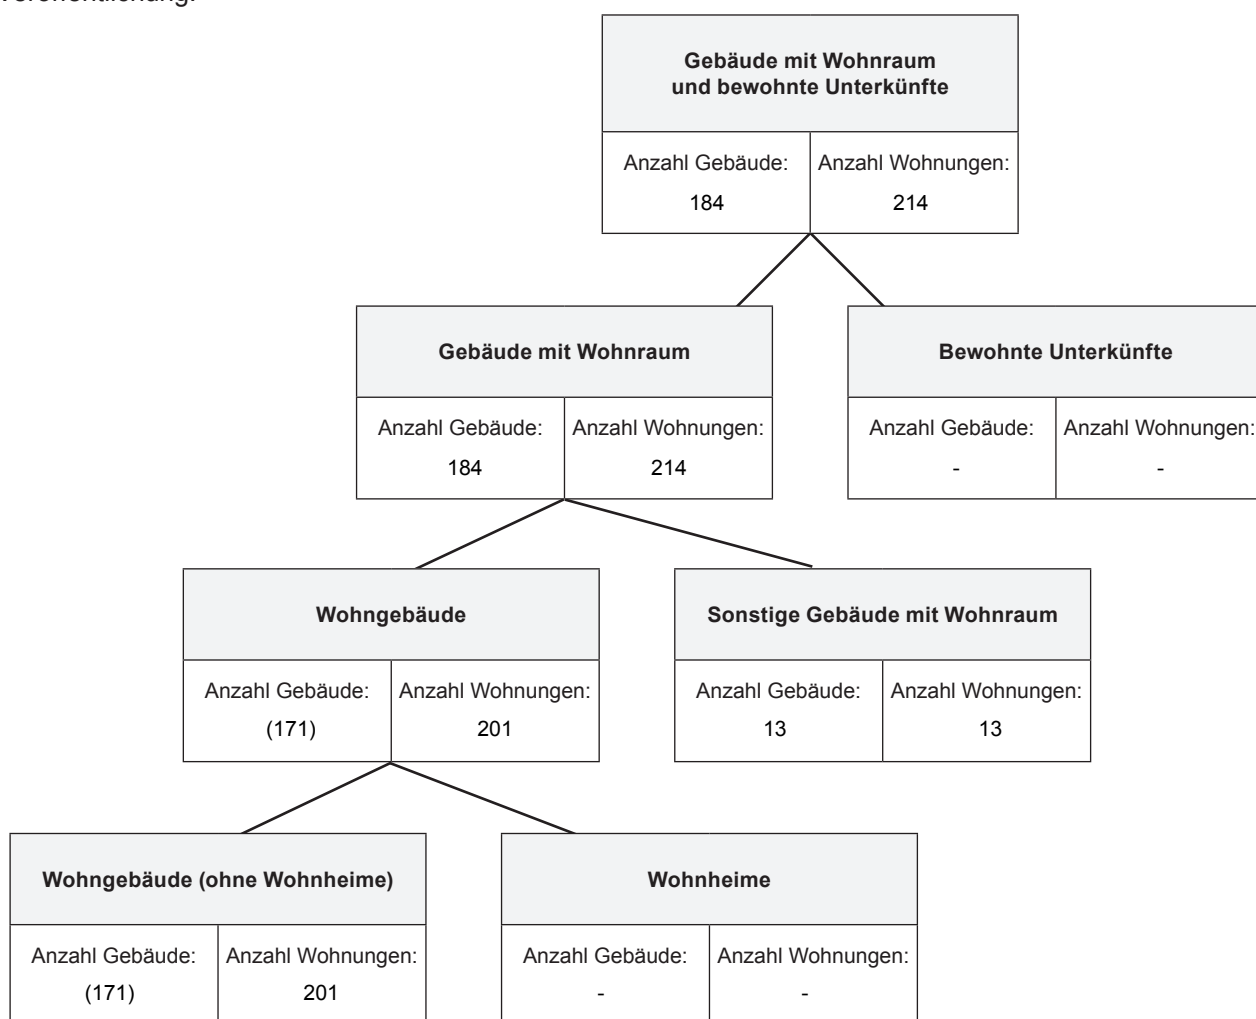 Veröffentlichung.
Gebäude mit Wohnraum
und bewohnte Unterkünfte
Anzahl Gebäude: Anzahl Wohnungen:
184 214
Gebäude mit Wohnraum Bewohnte Unterkünfte
Anzahl Gebäude: Anzahl Wohnungen: Anzahl Gebäude: Anzahl Wohnungen:
184 214 - -
Wohngebäude Sonstige Gebäude mit Wohnraum
Anzahl Gebäude: Anzahl Wohnungen: Anzahl Gebäude: Anzahl Wohnungen:
(171) 201 13 13
Wohngebäude (ohne Wohnheime) Wohnheime
Anzahl Gebäude: Anzahl Wohnungen: Anzahl Gebäude: Anzahl Wohnungen:
(171) 201 - -